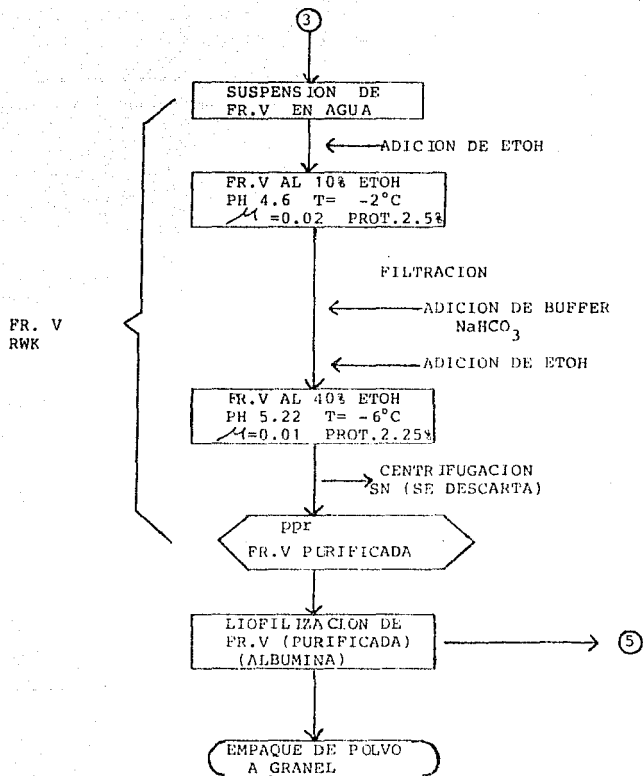 3
SUSPENSION DE
FR.V EN AGUA
ADICION DE ETOH
FR.V AL 10% ETOH
PH 4.6 T= -2°C
μ =0.02 PROT.2.5%
FILTRACION
ADICION DE BUFFER
NaHCO3
ADICION DE ETOH
FR. V
RWK
FR.V AL 40% ETOH
PH 5.22 T= -6°C
μ=0.01 PROT.2.25%
CENTRIFUGACION
SN (SE DESCARTA)
ppr
FR.V PURIFICADA
LIOFILIZACION DE
FR.V (PURIFICADA)
(ALBUMINA)
5
EMPAQUE DE POLVO
A GRANEL